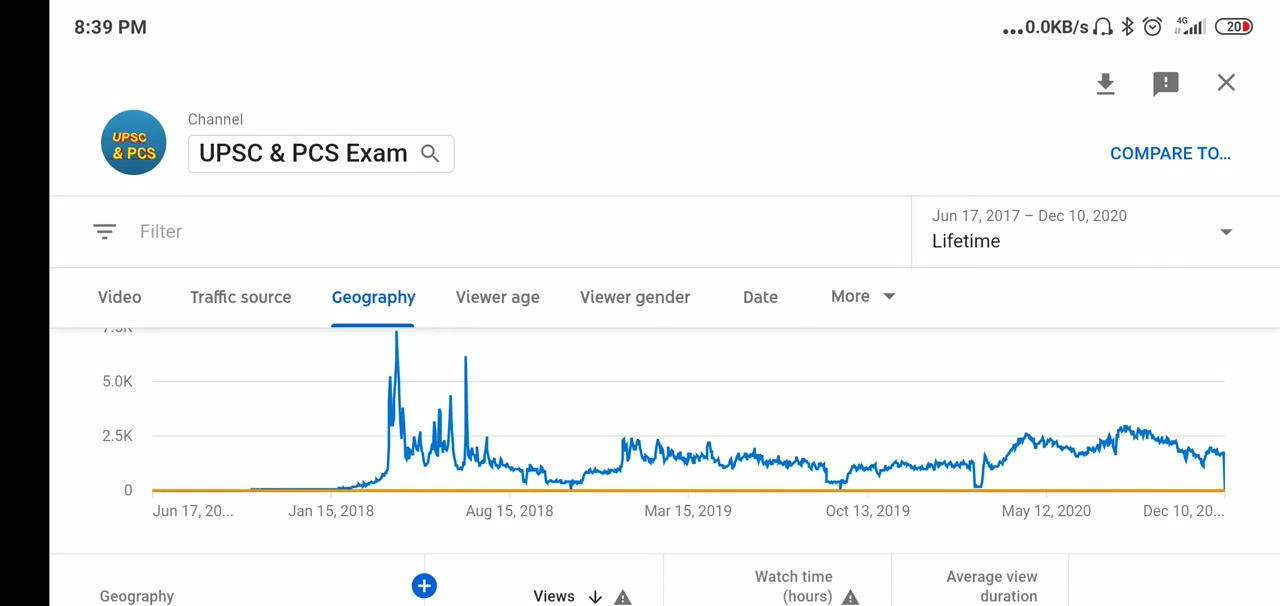 8:39 PM
...0.0KB/s
4G
20
UPSC
& PCS
Channel
UPSC & PCS Exam
COMPARE TO...
Filter
Jun 17, 2017 – Dec 10, 2020
Lifetime
Video Traffic source Geography Viewer age Viewer gender Date More
7.5K
5.0K
2.5K
0
Jun 17, 20... Jan 15, 2018 Aug 15, 2018 Mar 15, 2019 Oct 13, 2019 May 12, 2020 Dec 10, 20...
Geography
Views
Watch time
(hours)
Average view
duration